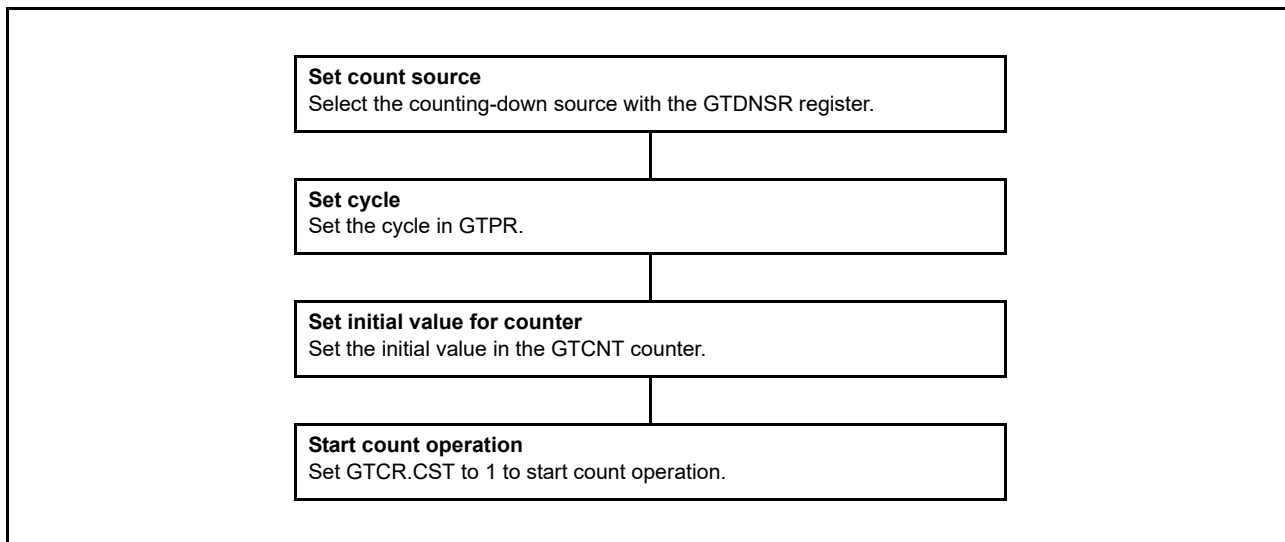 Set count source
Select the counting-down source with the GTDNSR register.
Set cycle
Set the cycle in GTPR.
Set initial value for counter
Set the initial value in the GTCNT counter.
Start count operation
Set GTCR.CST to 1 to start count operation.